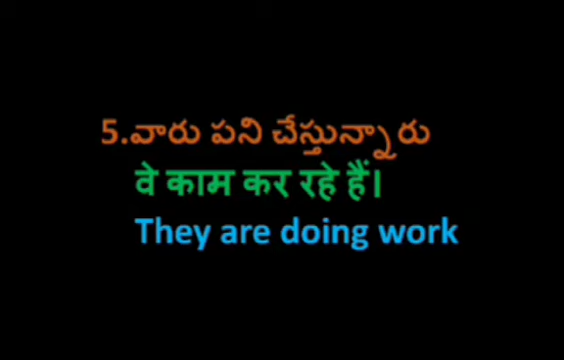 5.వారు పని చేస్తున్నారు
वे काम कर रहे हैं।
They are doing work